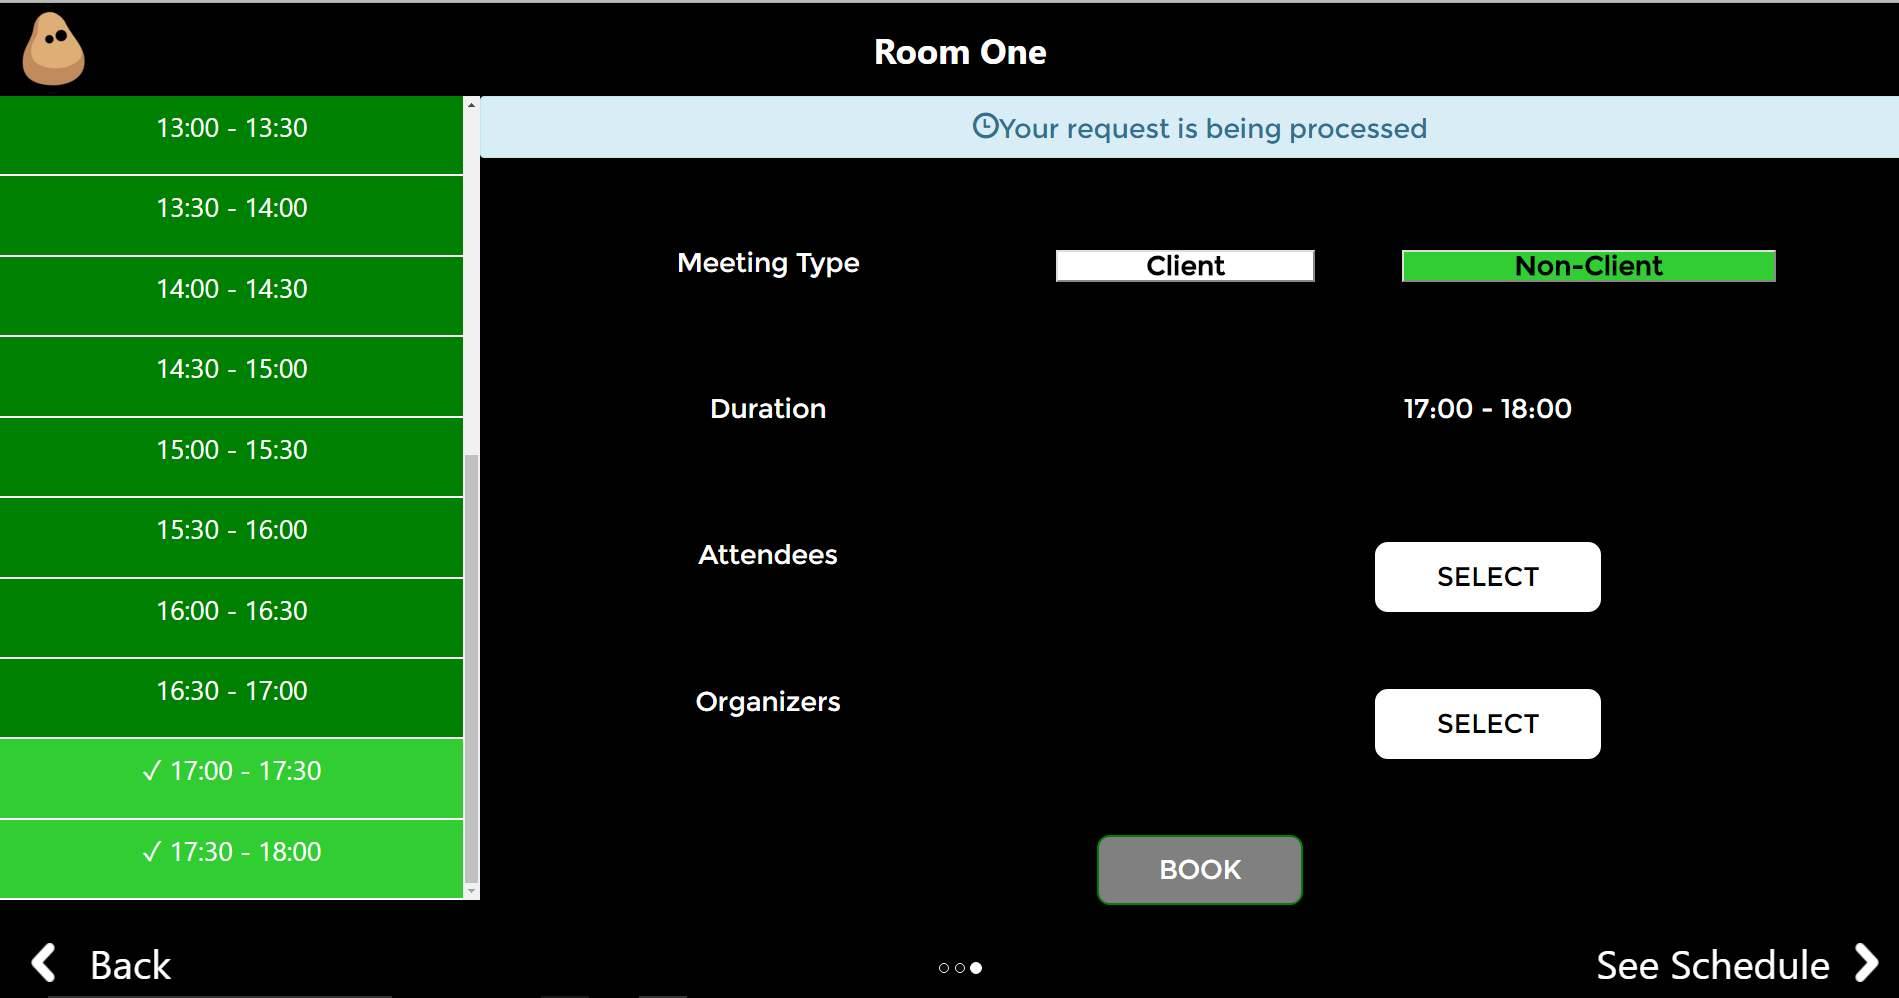 Room One
13:00 - 13:30
13:30 - 14:00
14:00 - 14:30
14:30 - 15:00
15:00 - 15:30
15:30 - 16:00
16:00 - 16:30
16:30 - 17:00
✓ 17:00 - 17:30
✓ 17:30 - 18:00
Your request is being processed
Meeting Type Client Non-Client
Duration 17:00 - 18:00
Attendees SELECT
Organizers SELECT
BOOK
Back See Schedule